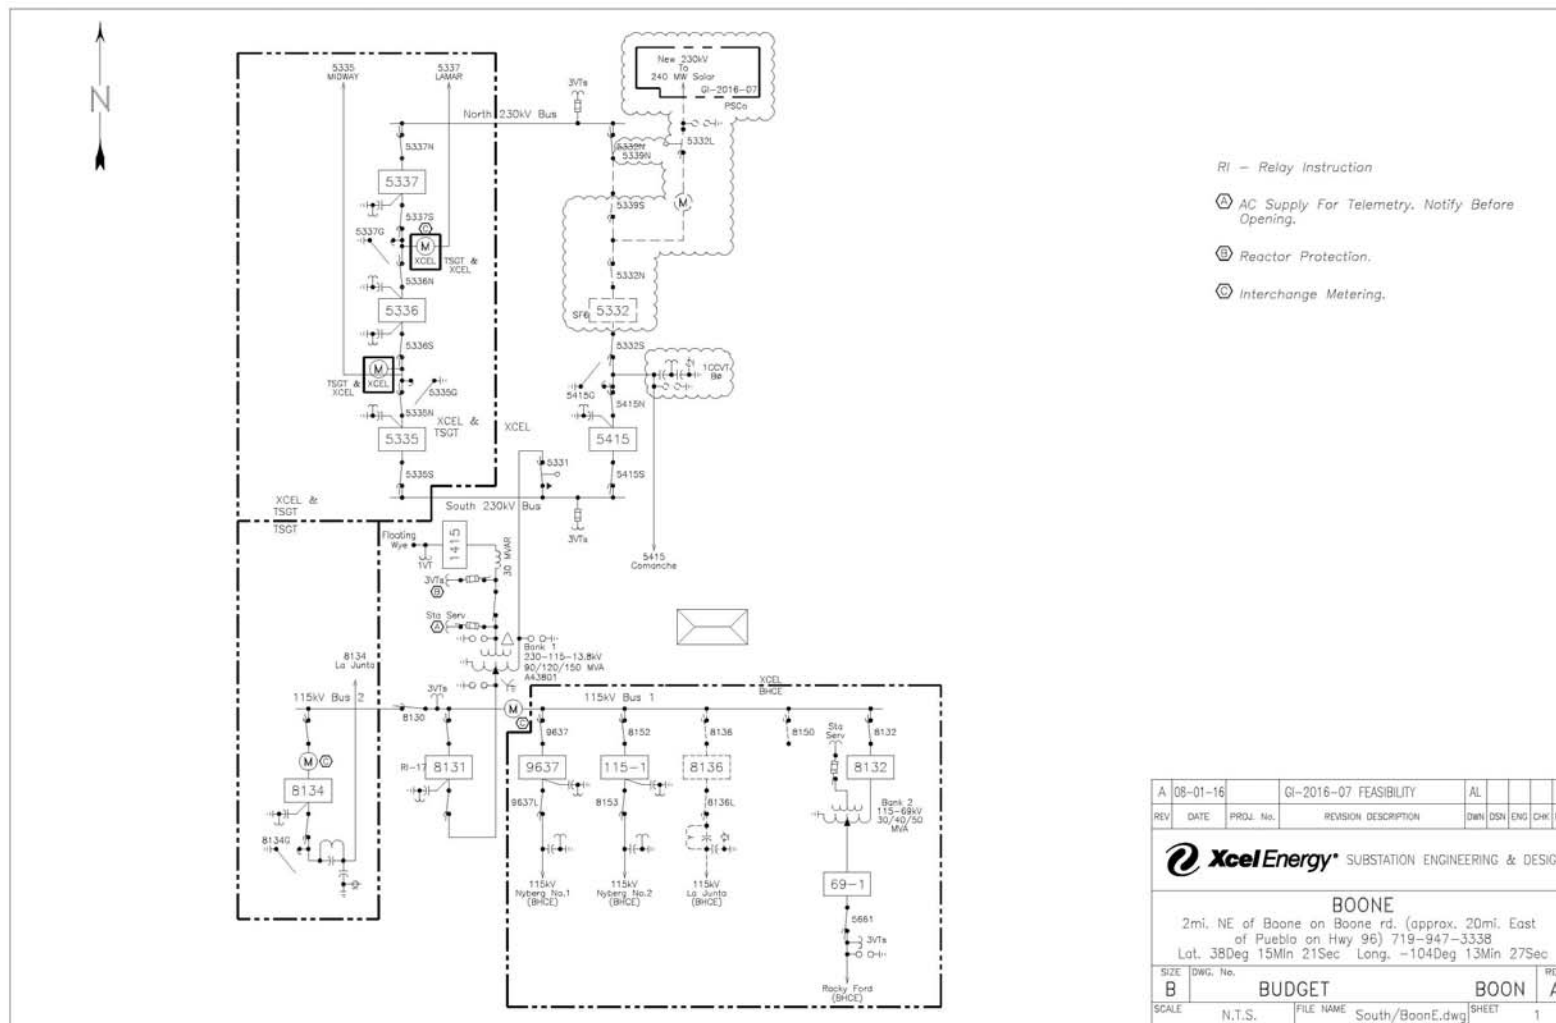 N
5335
MIDWAY
5337
LAMAR
3VTs
New 230kV
To
240 MW Solar
GI-2016-07
PSCo
North 230kV Bus
5337N
5332N
5339N
5332L
5337
5339S
M
5337S
C
5337G
M
XCEL
TSGT &
XCEL
5336N
5332N
5336
SF6
5332
5336S
5332S
M
XCEL
TSGT &
XCEL
5335G
1CCVT
BØ
5415G
5335N
5415N
XCEL &
TSGT
XCEL
5335
5415
5331
5335S
5415S
XCEL &
TSGT
TSGT
South 230kV Bus
3VTs
Floating
Wye
1415
30 MVAR
1VT
5415
Comanche
3VTs
B
Sta Serv
A
Bank 1
230-115-13.8kV
90/120/150 MVA
A43801
8134
La Junta
XCEL
BHCE
115kV Bus 2
3VTs
115kV Bus 1
8130
M
C
9637
8152
8136
8150
Sta
Serv
8132
M
C
RI-17
8131
9637
115-1
8136
8132
8134
9637L
8153
8136L
Bank 2
115-69kV
30/40/50
MVA
8134G
115kV
Nyberg No.1
(BHCE)
115kV
Nyberg No.2
(BHCE)
115kV
La Junta
(BHCE)
69-1
5661
3VTs
Rocky Ford
(BHCE)
RI - Relay Instruction
A AC Supply For Telemetry. Notify Before
Opening.
B Reactor Protection.
C Interchange Metering.
A 08-01-16 GI-2016-07 FEASIBILITY AL
REV DATE PROJ. No. REVISION DESCRIPTION DWN DSN ENG CHK
Xcel Energy SUBSTATION ENGINEERING & DESIG
BOONE
2mi. NE of Boone on Boone rd. (approx. 20mi. East
of Pueblo on Hwy 96) 719-947-3338
Lat. 38Deg 15Min 21Sec Long. -104Deg 13Min 27Sec
SIZE DWG. No. RE
B BUDGET BOON A
SCALE N.T.S. FILE NAME South/BoonE.dwg SHEET 1